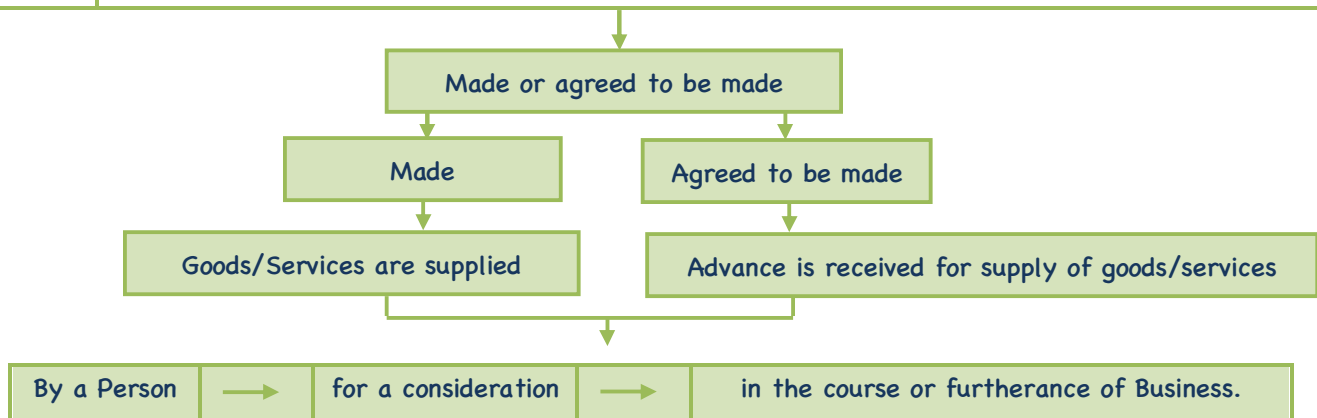 Made or agreed to be made
Made
Agreed to be made
Goods/Services are supplied
Advance is received for supply of goods/services
By a Person
for a consideration
in the course or furtherance of Business.